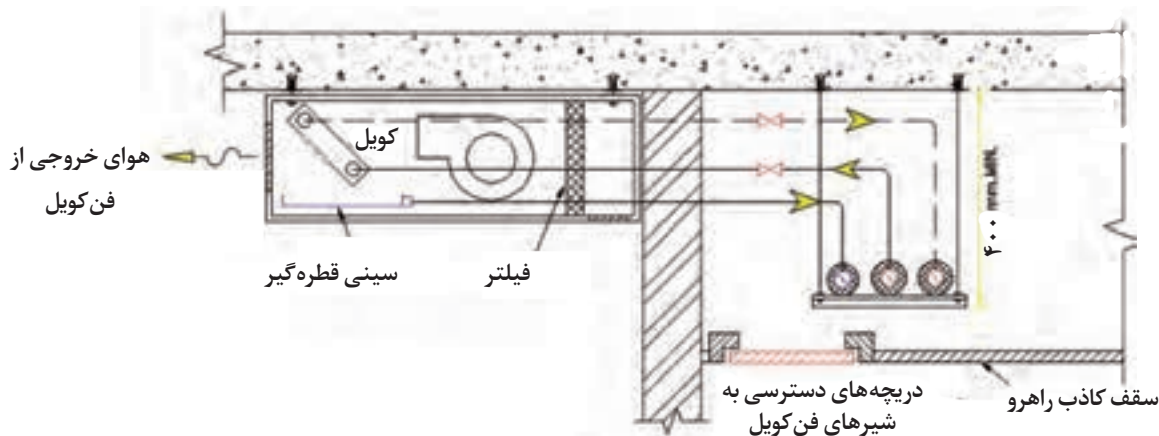 کویل
هوای خروجی از
فن‌کویل
سینی قطره‌گیر
فیلتر
۴۰۰ mm.MIN.
دریچه‌های دسترسی به
شیرهای فن‌کویل
سقف کاذب راهرو